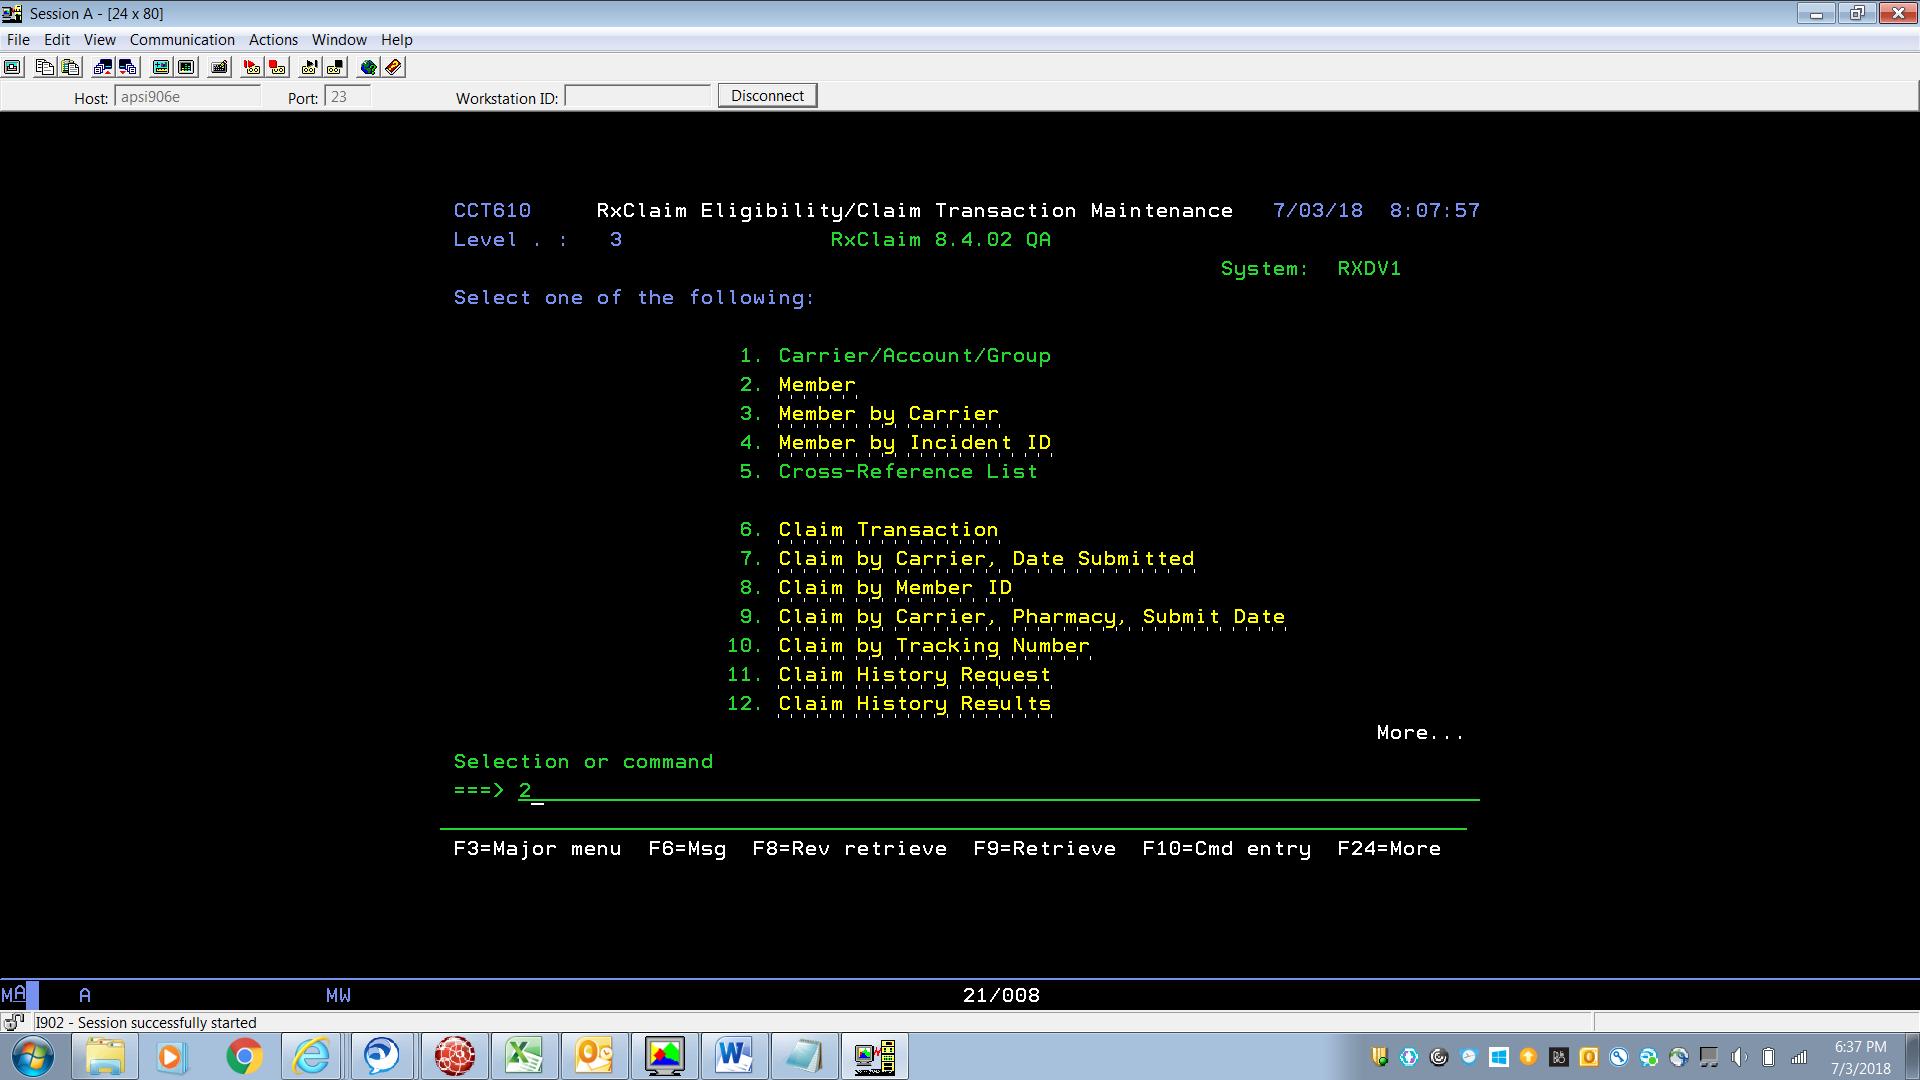 Session A - [24 x 80]
File Edit View Communication Actions Window Help
Host: apsi906e Port: 23 Workstation ID: Disconnect
CCT610 RxClaim Eligibility/Claim Transaction Maintenance 7/03/18 8:07:57
Level . : 3 RxClaim 8.4.02 QA
System: RXDV1
Select one of the following:
1. Carrier/Account/Group
2. Member
3. Member by Carrier
4. Member by Incident ID
5. Cross-Reference List
6. Claim Transaction
7. Claim by Carrier, Date Submitted
8. Claim by Member ID
9. Claim by Carrier, Pharmacy, Submit Date
10. Claim by Tracking Number
11. Claim History Request
12. Claim History Results
More...
Selection or command
===> 2
F3=Major menu F6=Msg F8=Rev retrieve F9=Retrieve F10=Cmd entry F24=More
MA A MW 21/008
I902 - Session successfully started
6:37 PM
7/3/2018